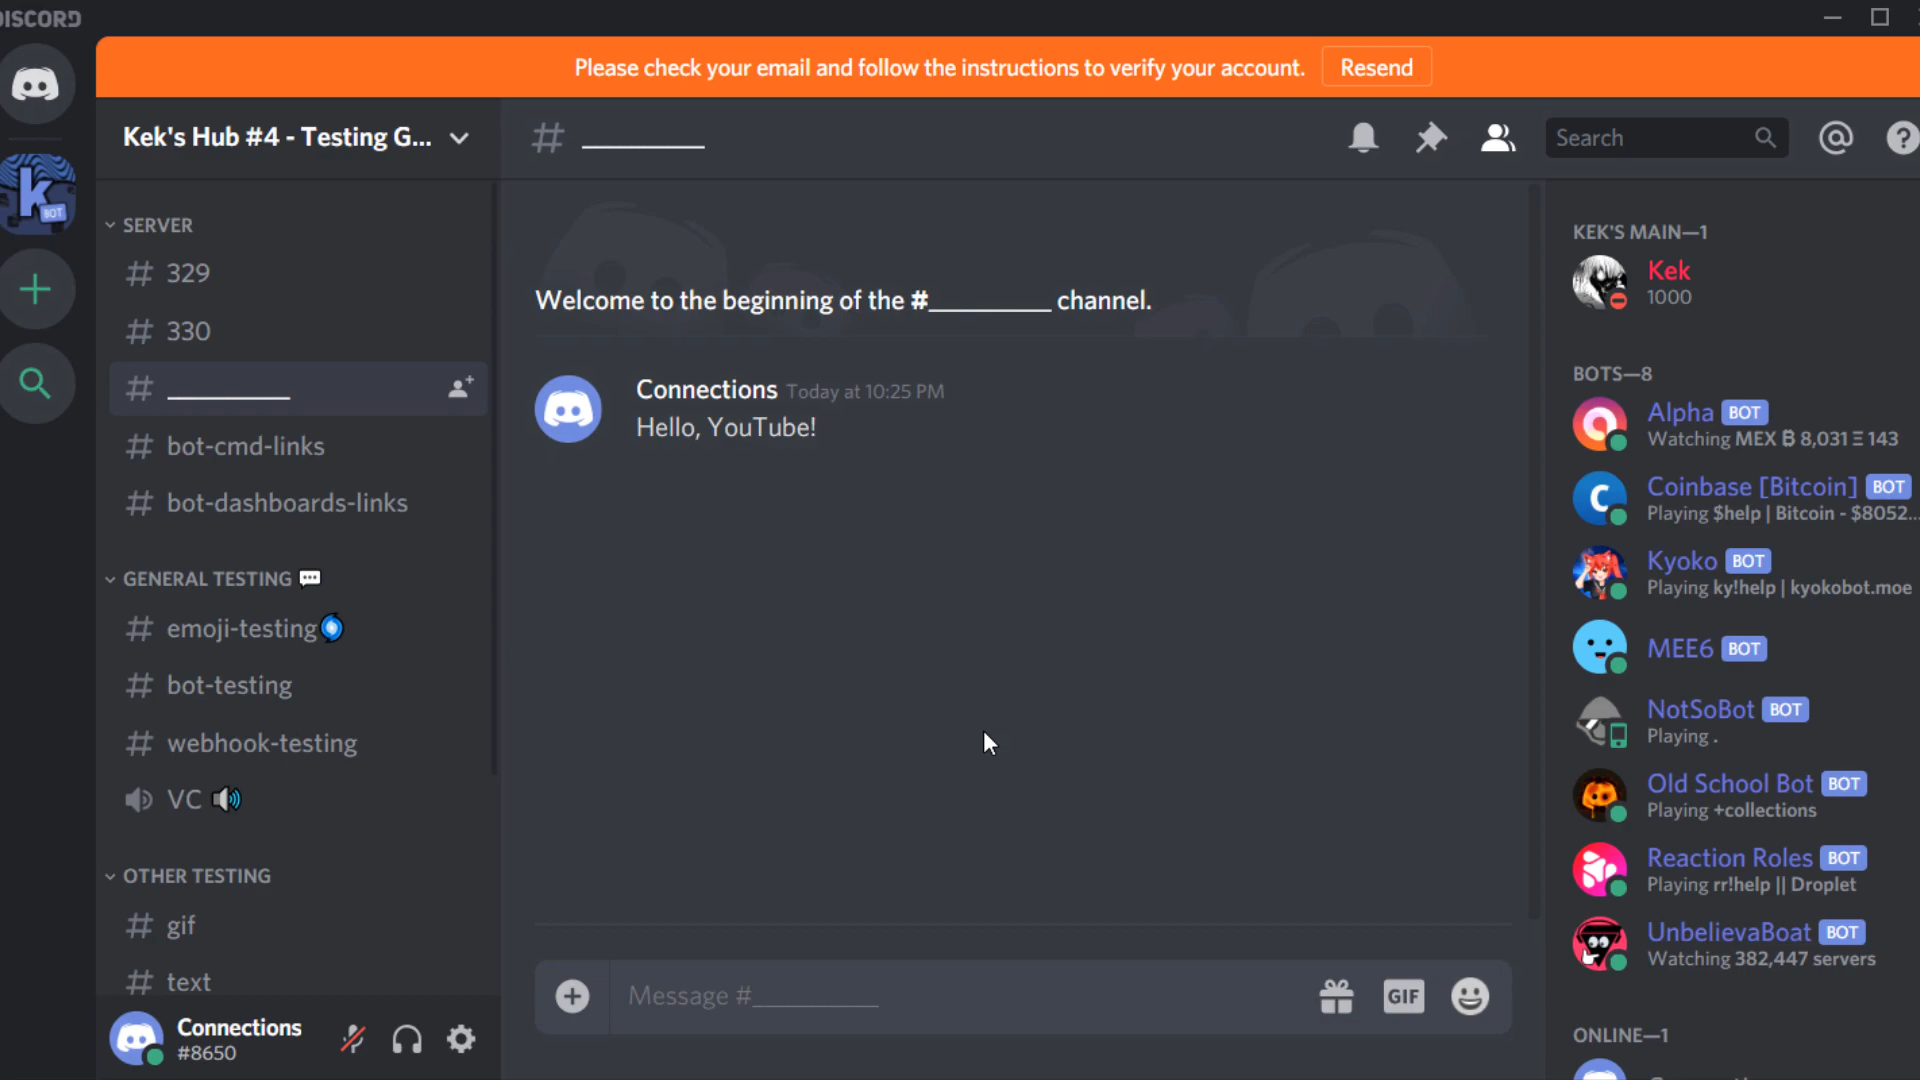 DISCORD
Please check your email and follow the instructions to verify your account. Resend
Kek's Hub #4 - Testing G...
# __________
Search
SERVER
# 329
# 330
# __________
# bot-cmd-links
# bot-dashboards-links
GENERAL TESTING
# emoji-testing
# bot-testing
# webhook-testing
VC
OTHER TESTING
# gif
# text
Connections
#8650
Welcome to the beginning of the #__________ channel.
Connections Today at 10:25 PM
Hello, YouTube!
Message #__________
GIF
KEK'S MAIN—1
Kek
1000
BOTS—8
Alpha BOT
Watching MEX ₿ 8,031 Ξ 143
Coinbase [Bitcoin] BOT
Playing $help | Bitcoin - $8052...
Kyoko BOT
Playing ky!help | kyokobot.moe
MEE6 BOT
NotSoBot BOT
Playing .
Old School Bot BOT
Playing +collections
Reaction Roles BOT
Playing rr!help || Droplet
UnbelievaBoat BOT
Watching 382,447 servers
ONLINE—1
k
BOT